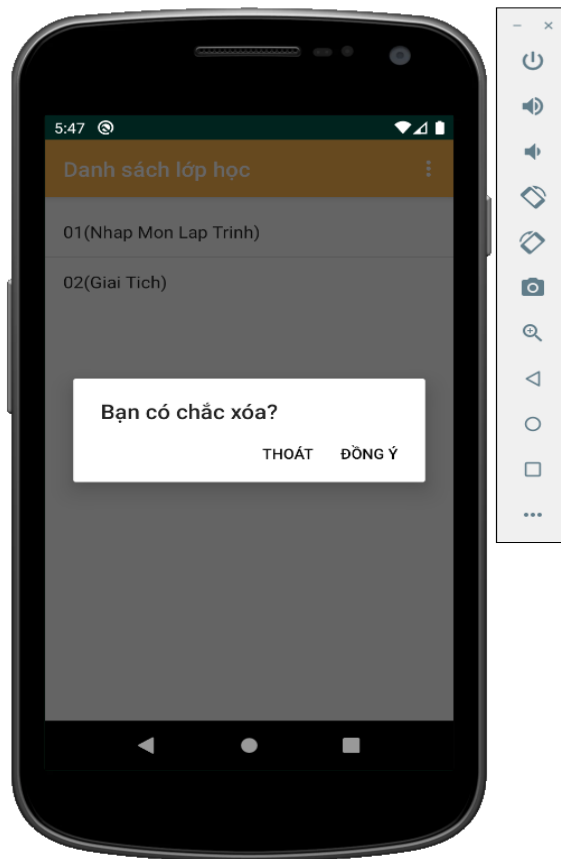 5:47
Danh sách lớp học
01(Nhap Mon Lap Trinh)
02(Giai Tich)
Bạn có chắc xóa?
THOÁT ĐỒNG Ý